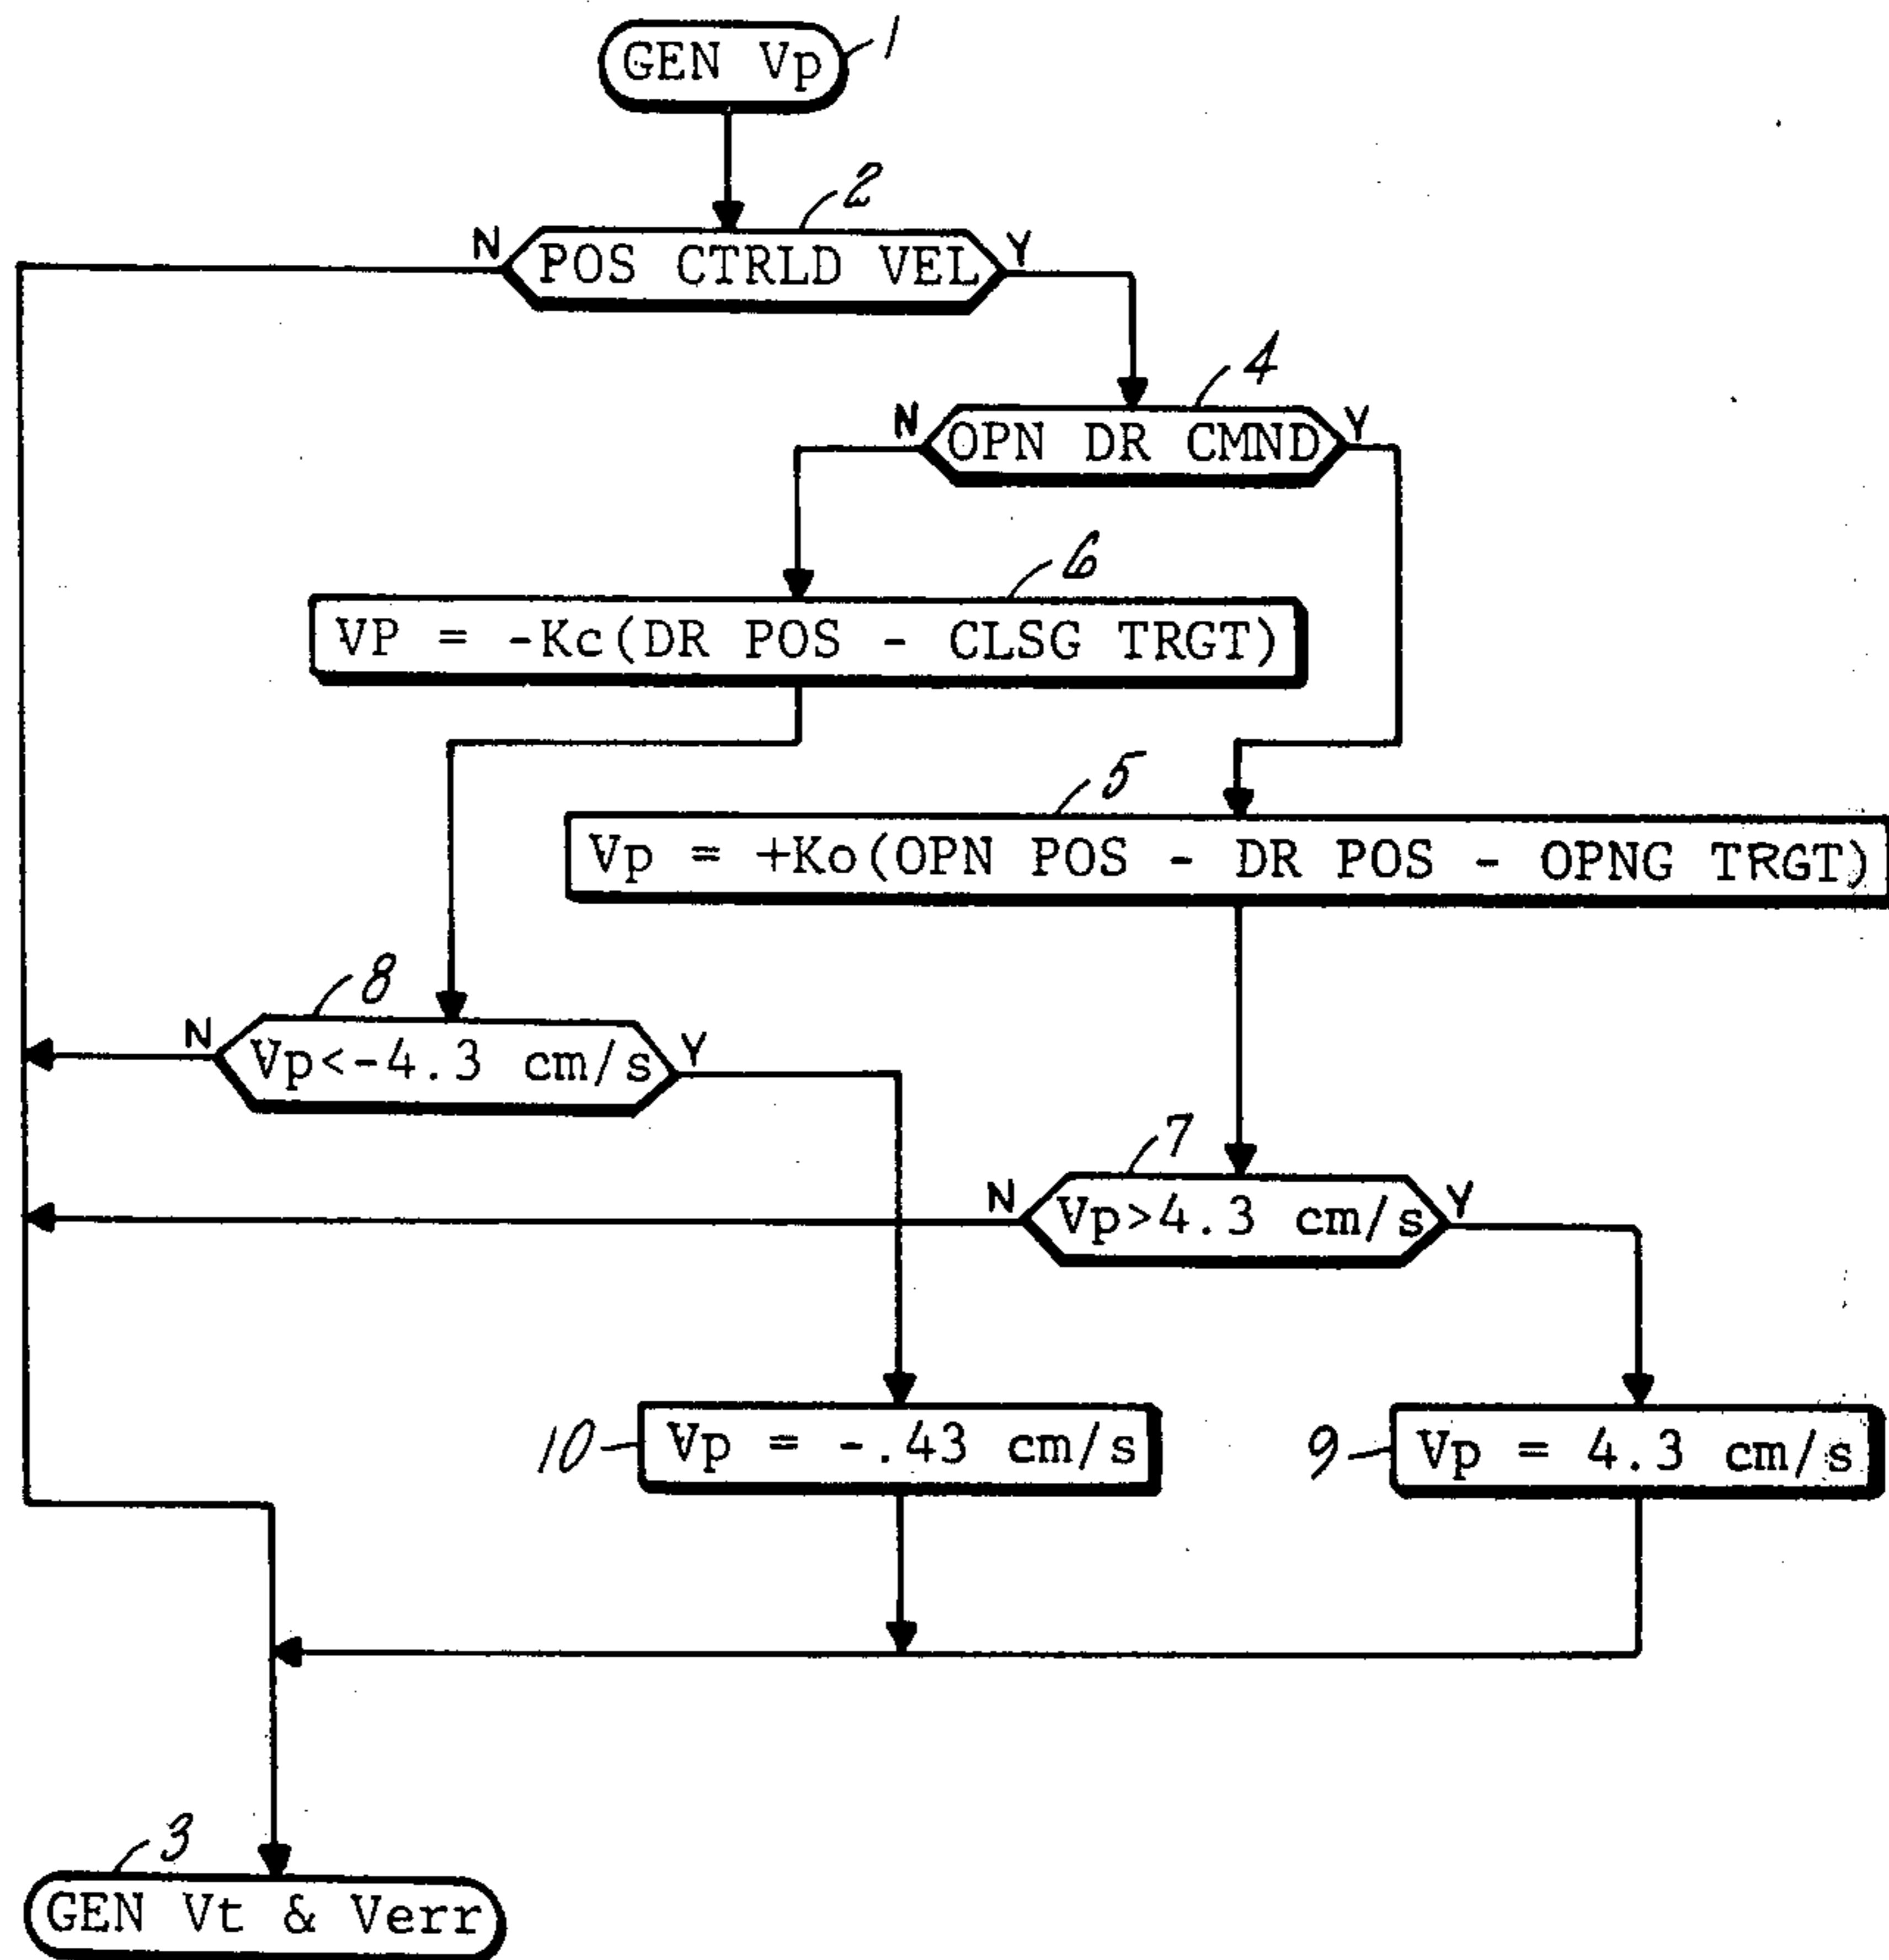 GEN Vp
1
2
N
POS CTRLD VEL
Y
4
N
OPN DR CMND
Y
6
VP = -Kc(DR POS - CLSG TRGT)
5
Vp = +Ko(OPN POS - DR POS - OPNG TRGT)
8
N
Vp<-4.3 cm/s
Y
7
N
Vp>4.3 cm/s
Y
10
Vp = -.43 cm/s
9
Vp = 4.3 cm/s
3
GEN Vt & Verr